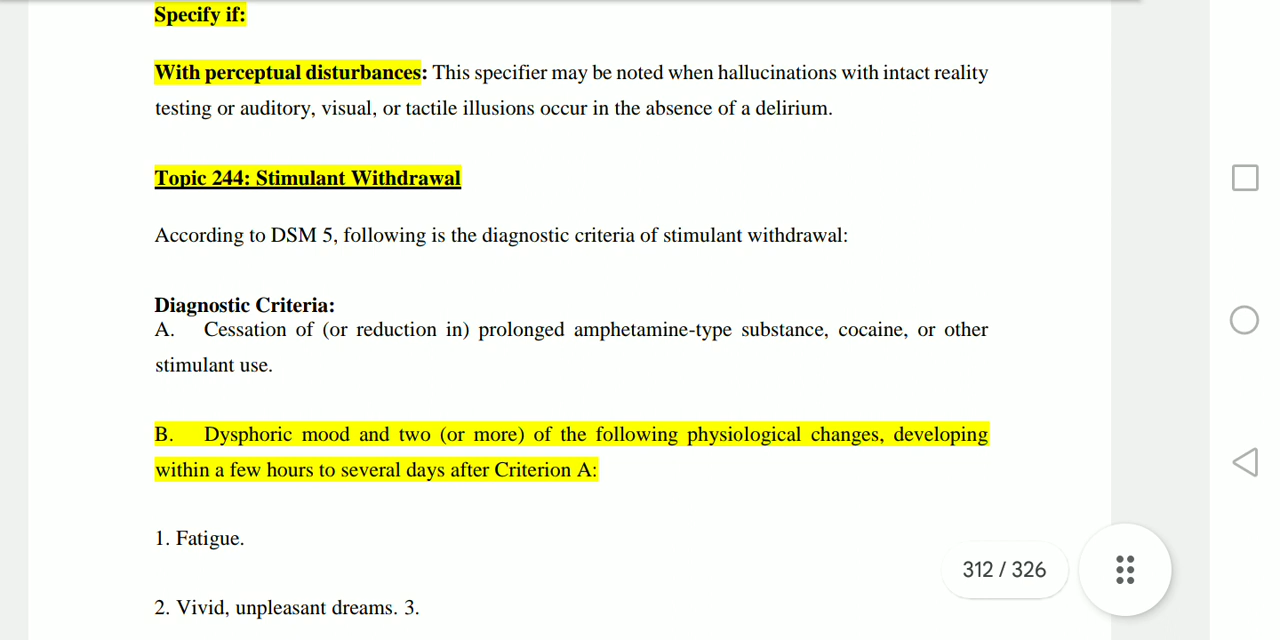 Specify if:
With perceptual disturbances: This specifier may be noted when hallucinations with intact reality
testing or auditory, visual, or tactile illusions occur in the absence of a delirium.
Topic 244: Stimulant Withdrawal
According to DSM 5, following is the diagnostic criteria of stimulant withdrawal:
Diagnostic Criteria:
A. Cessation of (or reduction in) prolonged amphetamine-type substance, cocaine, or other
stimulant use.
B. Dysphoric mood and two (or more) of the following physiological changes, developing
within a few hours to several days after Criterion A:
1. Fatigue.
312 / 326
2. Vivid, unpleasant dreams. 3.